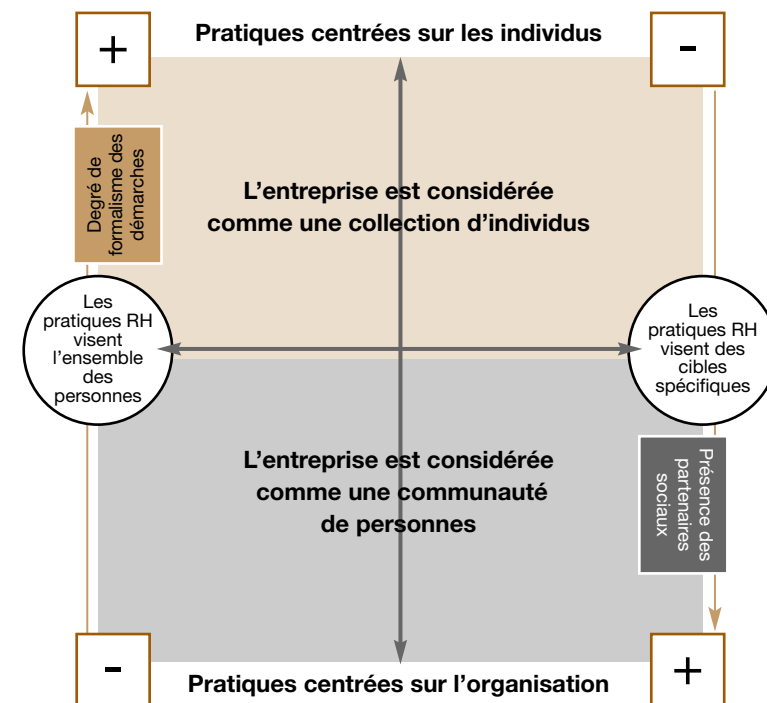 Pratiques centrées sur les individus
+
-
Degré de
formalisme des
démarches
L'entreprise est considérée
comme une collection d'individus
Les
pratiques RH
visent
l'ensemble
des
personnes
Les
pratiques RH
visent des
cibles
spécifiques
L'entreprise est considérée
comme une communauté
de personnes
Présence des
partenaires
sociaux
-
+
Pratiques centrées sur l'organisation